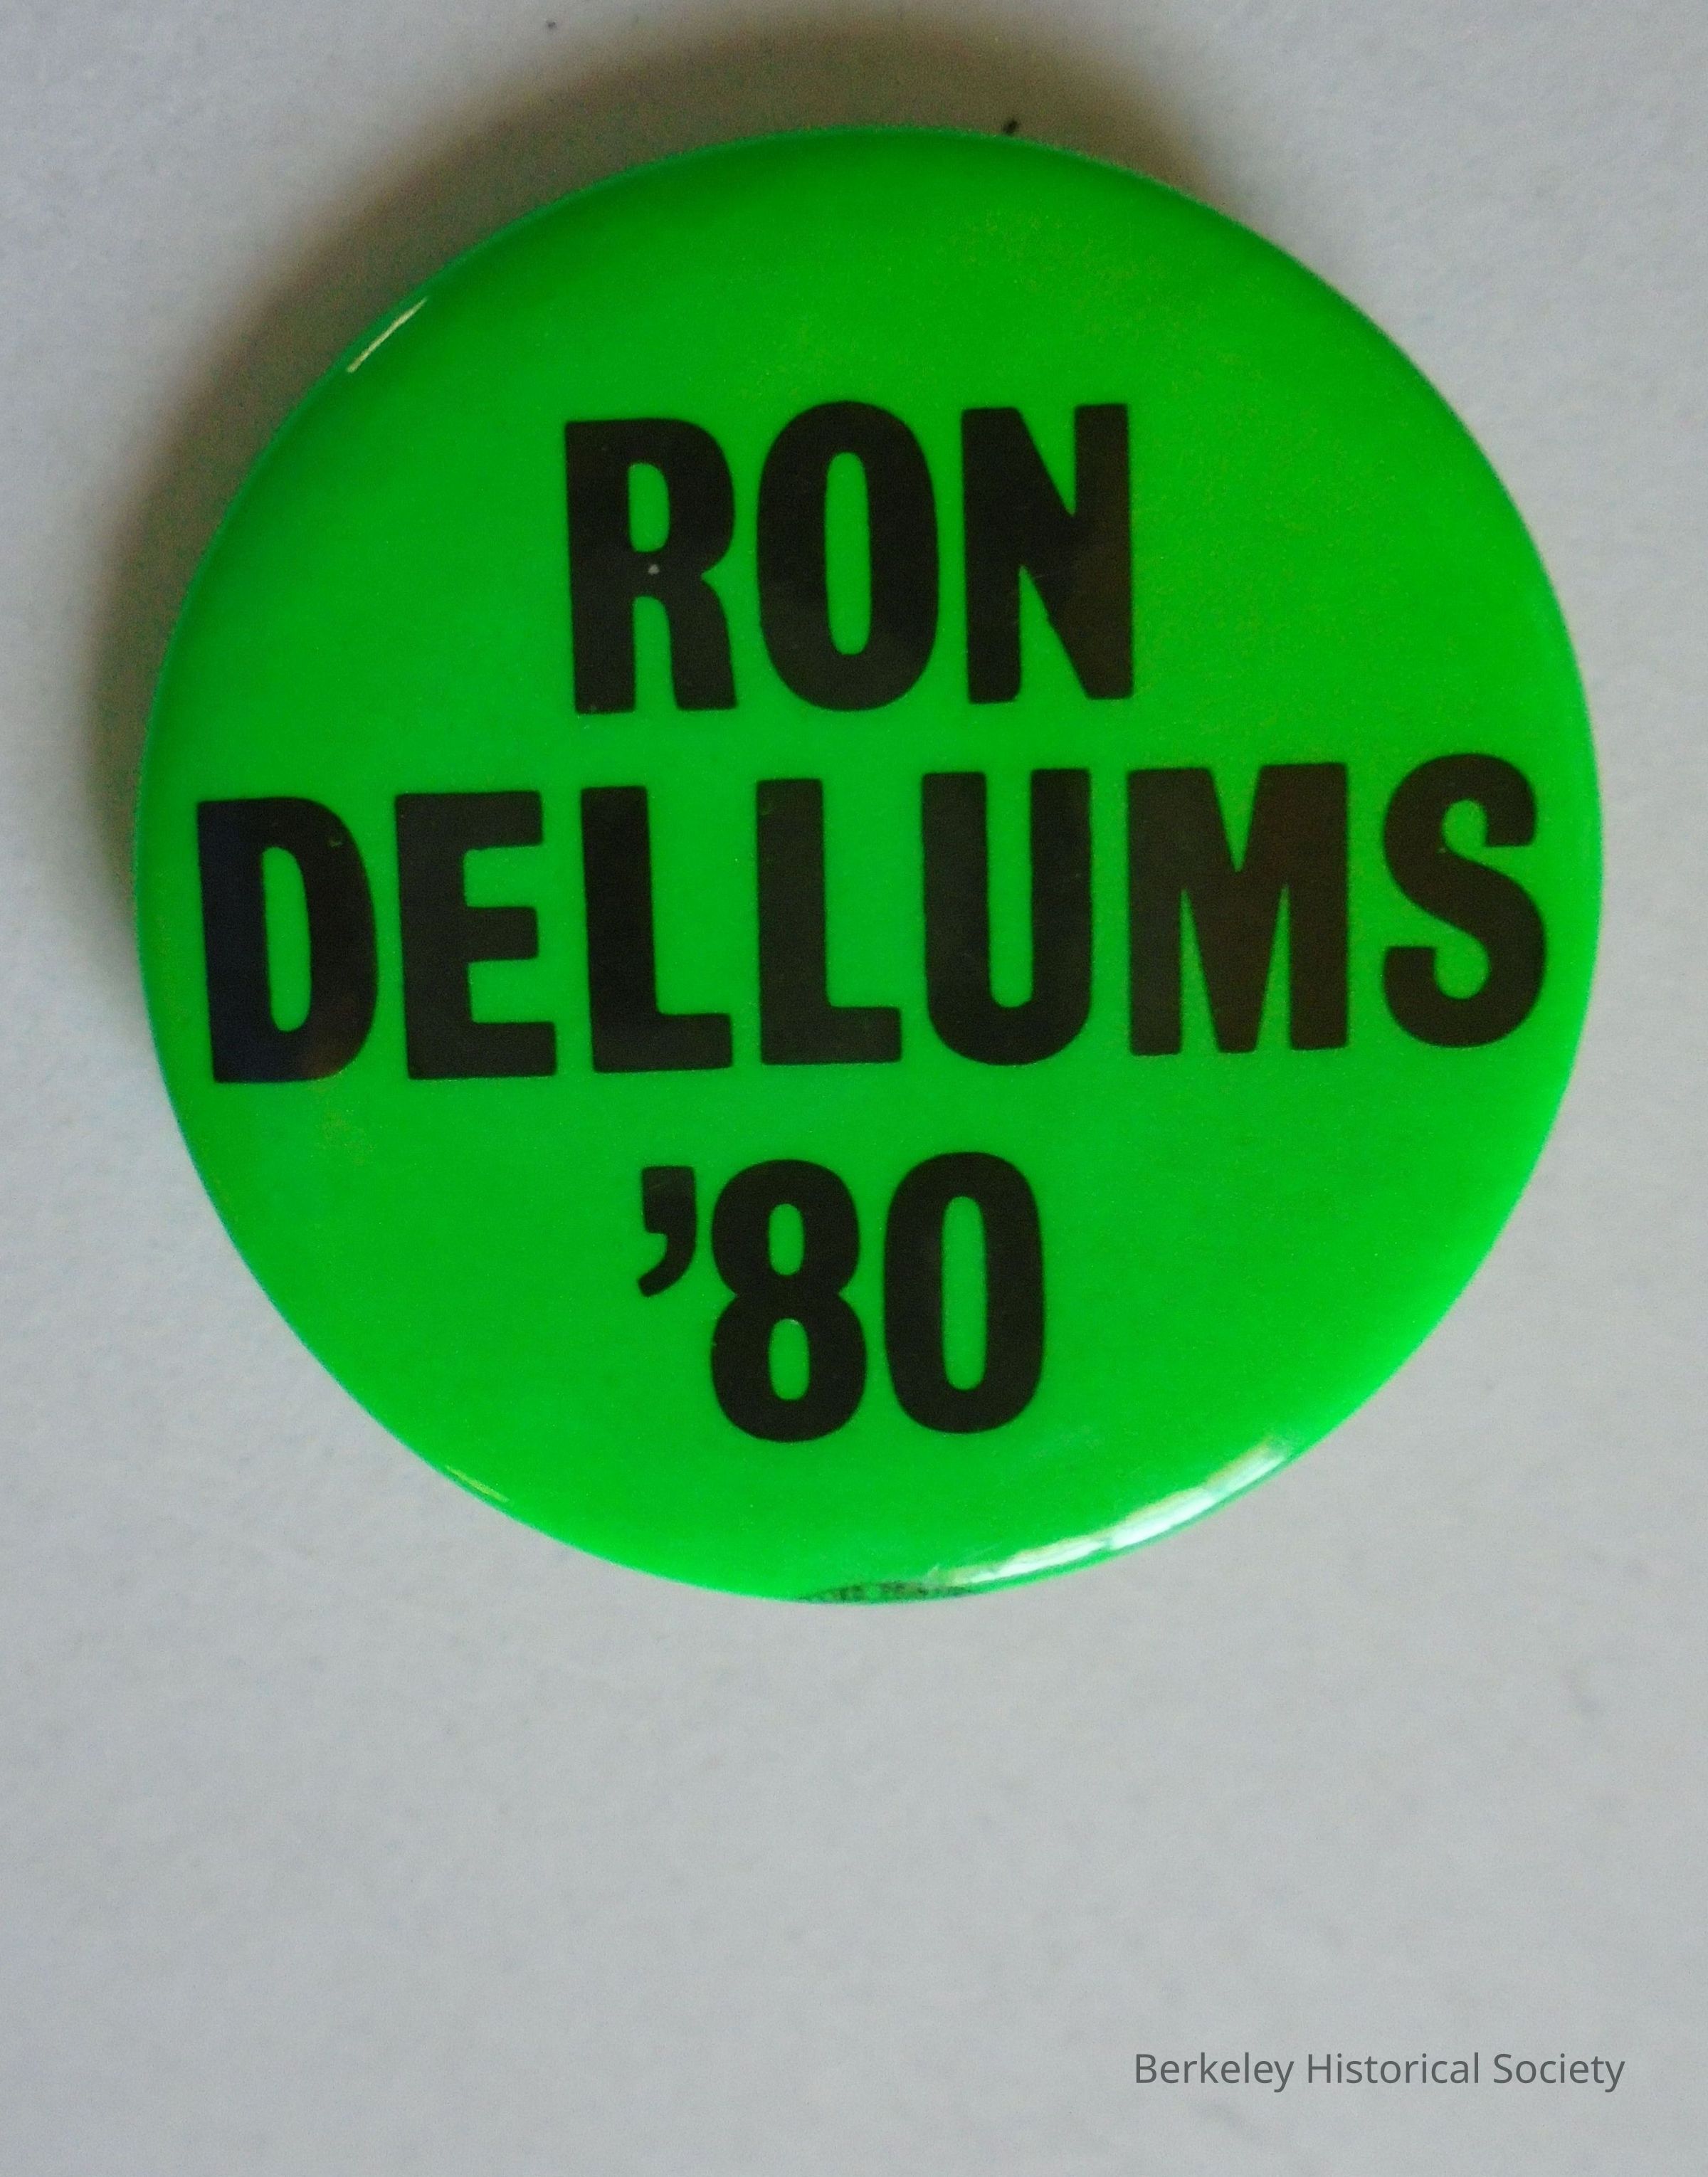 RON
DELLUMS
’80
Berkeley Historical Society